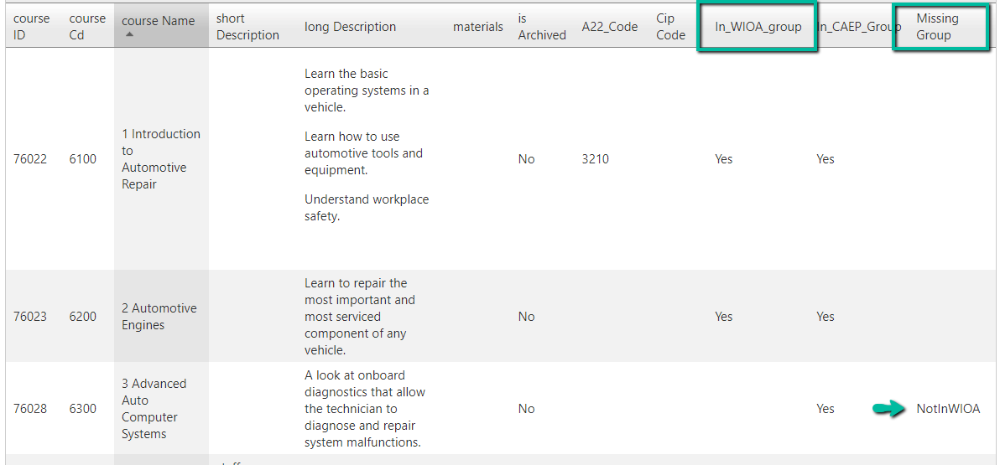 course ID
course Cd
course Name
short Description
long Description
materials
is Archived
A22_Code
Cip Code
In_WIOA_group
In_CAEP_Group
Missing Group
76022
6100
1 Introduction
to
Automotive
Repair
Learn the basic
operating systems in a
vehicle.
Learn how to use
automotive tools and
equipment.
Understand workplace
safety.
No
3210
Yes
Yes
76023
6200
2 Automotive
Engines
Learn to repair the
most important and
most serviced
component of any
vehicle.
No
Yes
Yes
76028
6300
3 Advanced
Auto
Computer
Systems
A look at onboard
diagnostics that allow
the technician to
diagnose and repair
system malfunctions.
No
Yes
NotInWIOA